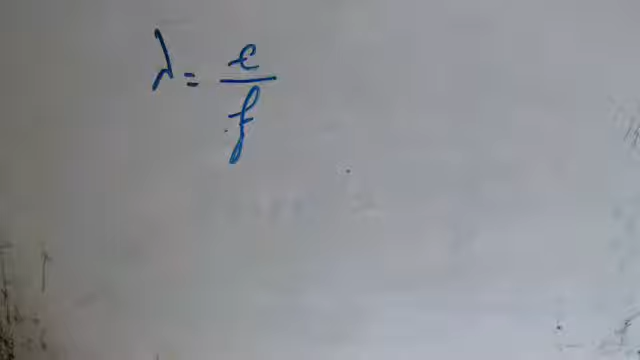 λ = c/f